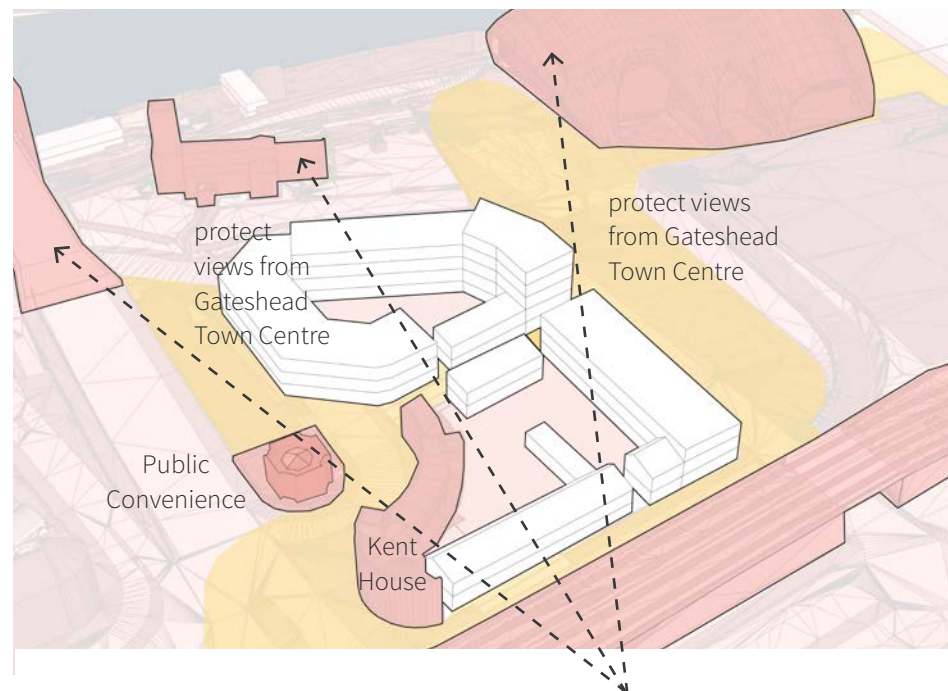 protect
views from
Gateshead
Town Centre
protect views
from Gateshead
Town Centre
Public
Convenience
Kent
House